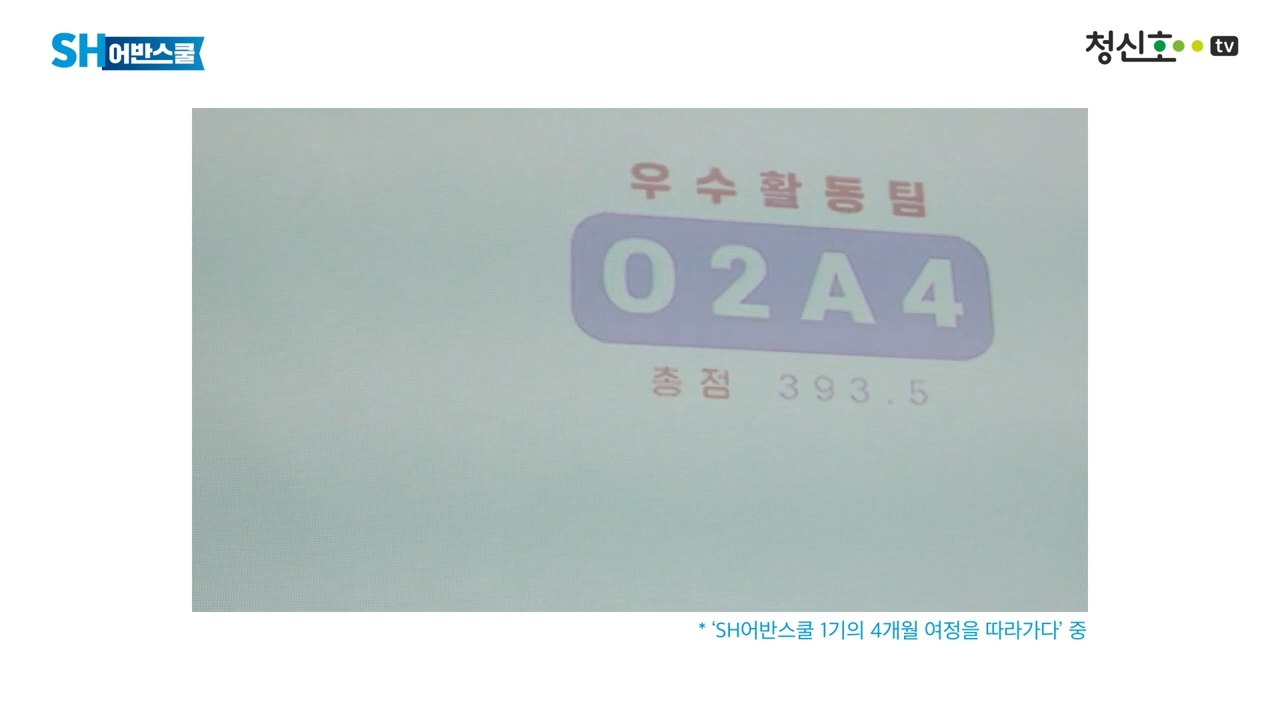 SH어반스쿨
청신호 tv
우수활동팀
O2A4
총점 393.5
* ‘SH어반스쿨 1기의 4개월 여정을 따라가다’ 중